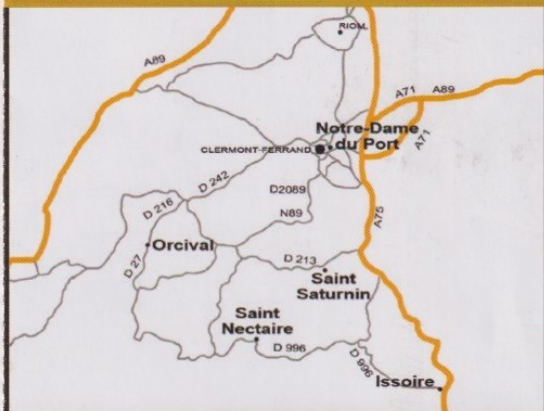 RIOM
A89
A71
A89
A71
Notre-Dame
du Port
CLERMONT-FERRAND
D 242
D2089
D 216
N89
A75
Orcival
D 27
D 213
Saint
Saturnin
Saint
Nectaire
D 996
D 996
Issoire